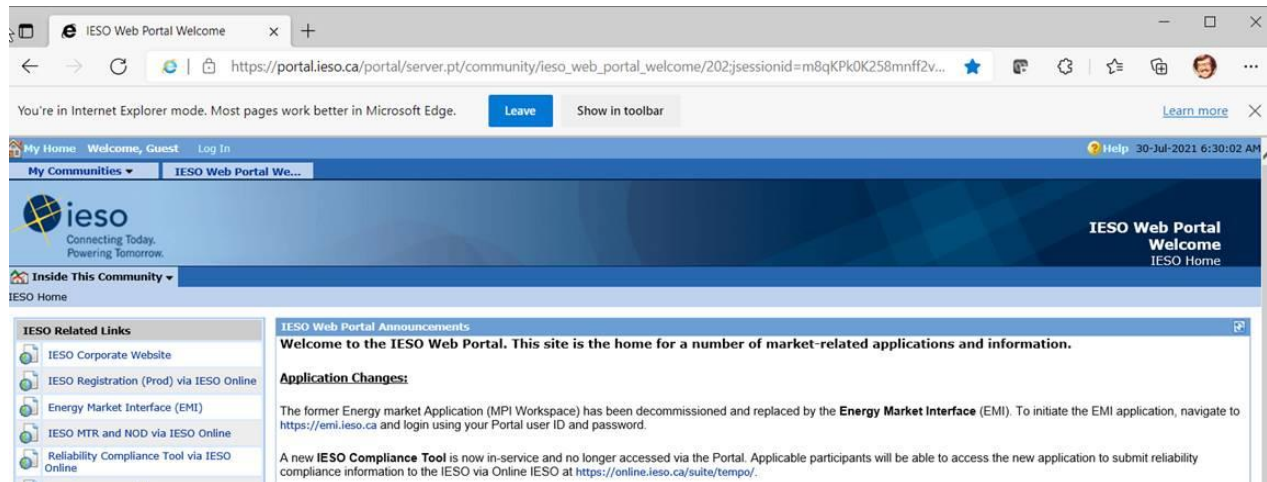 IESO Web Portal Welcome
https://portal.ieso.ca/portal/server.pt/community/ieso_web_portal_welcome/202;jsessionid=m8qKPk0K258mnff2v...
You're in Internet Explorer mode. Most pages work better in Microsoft Edge. Leave Show in toolbar Learn more
My Home Welcome, Guest Log In Help 30-Jul-2021 6:30:02 AM
My Communities IESO Web Portal We...
ieso
Connecting Today.
Powering Tomorrow.
IESO Web Portal
Welcome
IESO Home
Inside This Community
IESO Home
IESO Related Links
IESO Corporate Website
IESO Registration (Prod) via IESO Online
Energy Market Interface (EMI)
IESO MTR and NOD via IESO Online
Reliability Compliance Tool via IESO
Online
IESO Web Portal Announcements
Welcome to the IESO Web Portal. This site is the home for a number of market-related applications and information.
Application Changes:
The former Energy market Application (MPI Workspace) has been decommissioned and replaced by the Energy Market Interface (EMI). To initiate the EMI application, navigate to
https://emi.ieso.ca and login using your Portal user ID and password.
A new IESO Compliance Tool is now in-service and no longer accessed via the Portal. Applicable participants will be able to access the new application to submit reliability
compliance information to the IESO via Online IESO at https://online.ieso.ca/suite/tempo/.